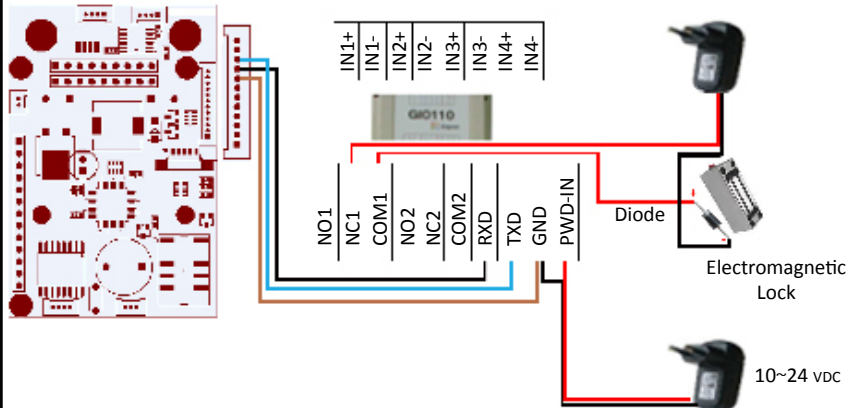 IN1+
IN1-
IN2+
IN2-
IN3+
IN3-
IN4+
IN4-
GIO110
NO1
NC1
COM1
NO2
NC2
COM2
RXD
TXD
GND
PWD-IN
Diode
Electromagnetic
Lock
10~24 VDC